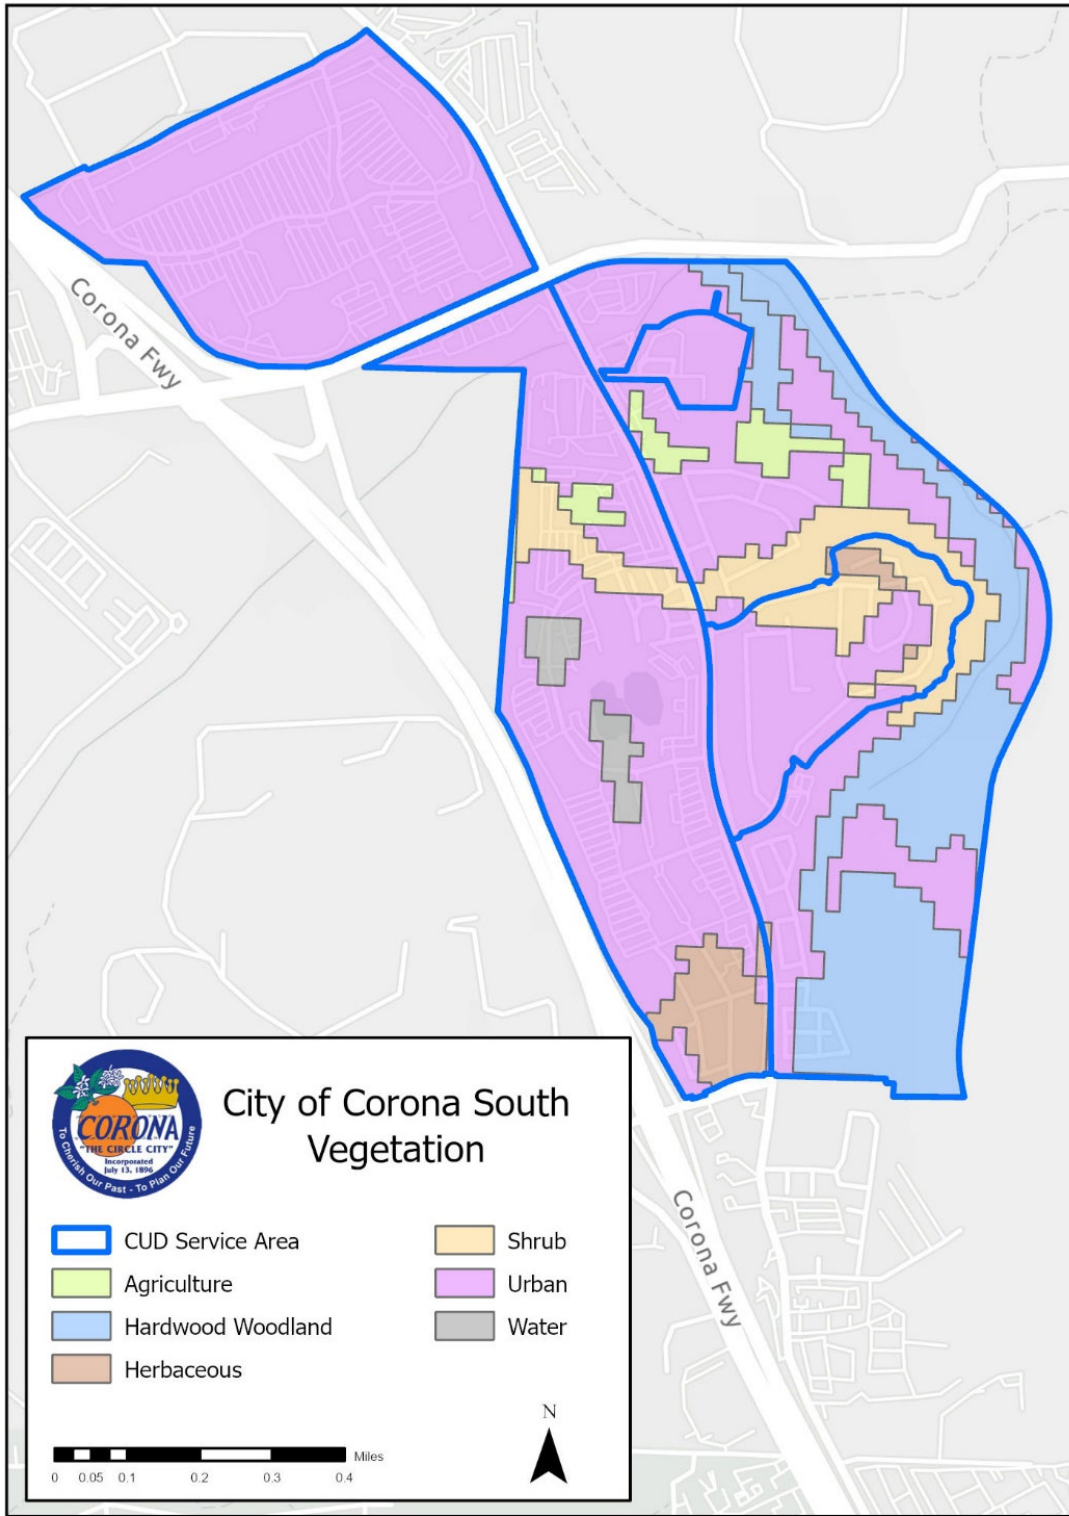 Corona Fwy
CORONA
"THE CIRCLE CITY"
Incorporated
July 13, 1896
To Cherish Our Past - To Plan Our Future
City of Corona South
Vegetation
CUD Service Area
Agriculture
Hardwood Woodland
Herbaceous
Shrub
Urban
Water
N
Miles
0 0.05 0.1 0.2 0.3 0.4
Corona Fwy